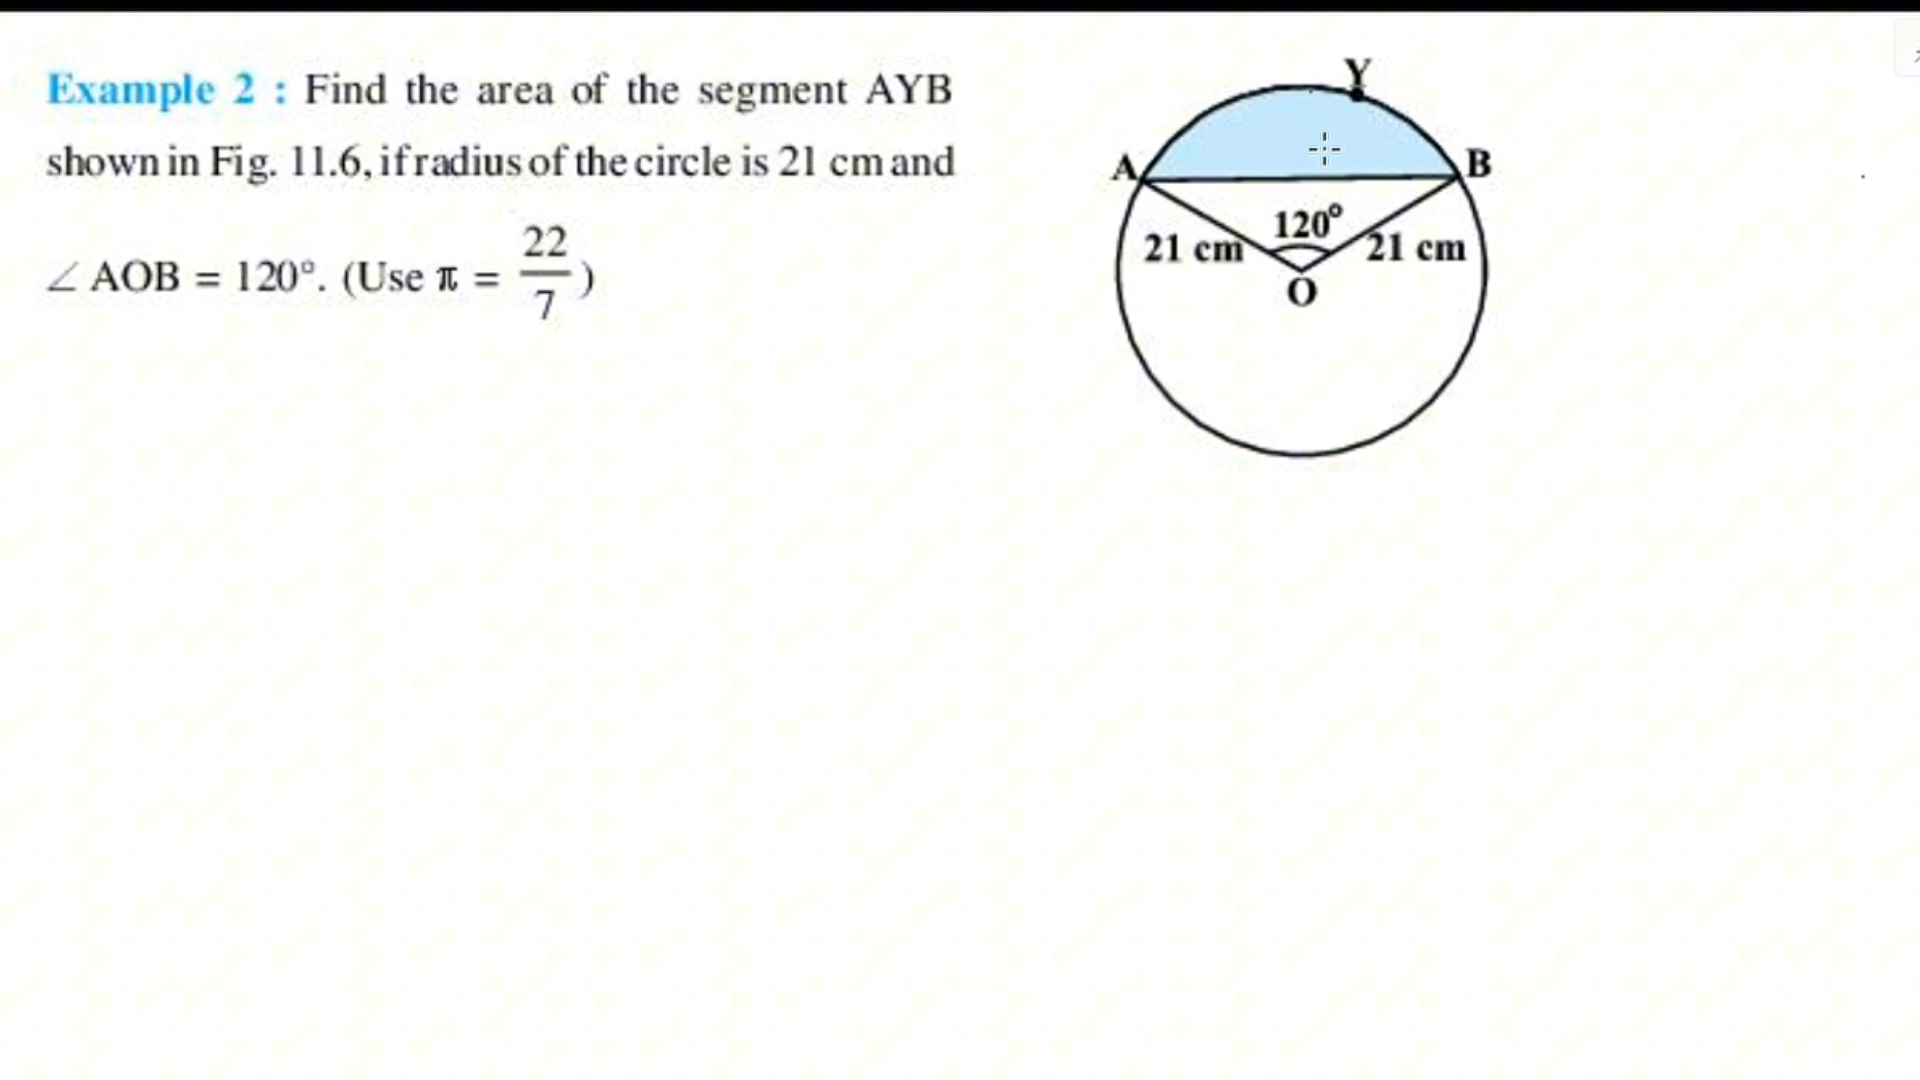 Example 2 : Find the area of the segment AYB
shown in Fig. 11.6, if radius of the circle is 21 cm and
∠ AOB = 120°. (Use π = 22/7)
Y
A
B
120°
21 cm
21 cm
O